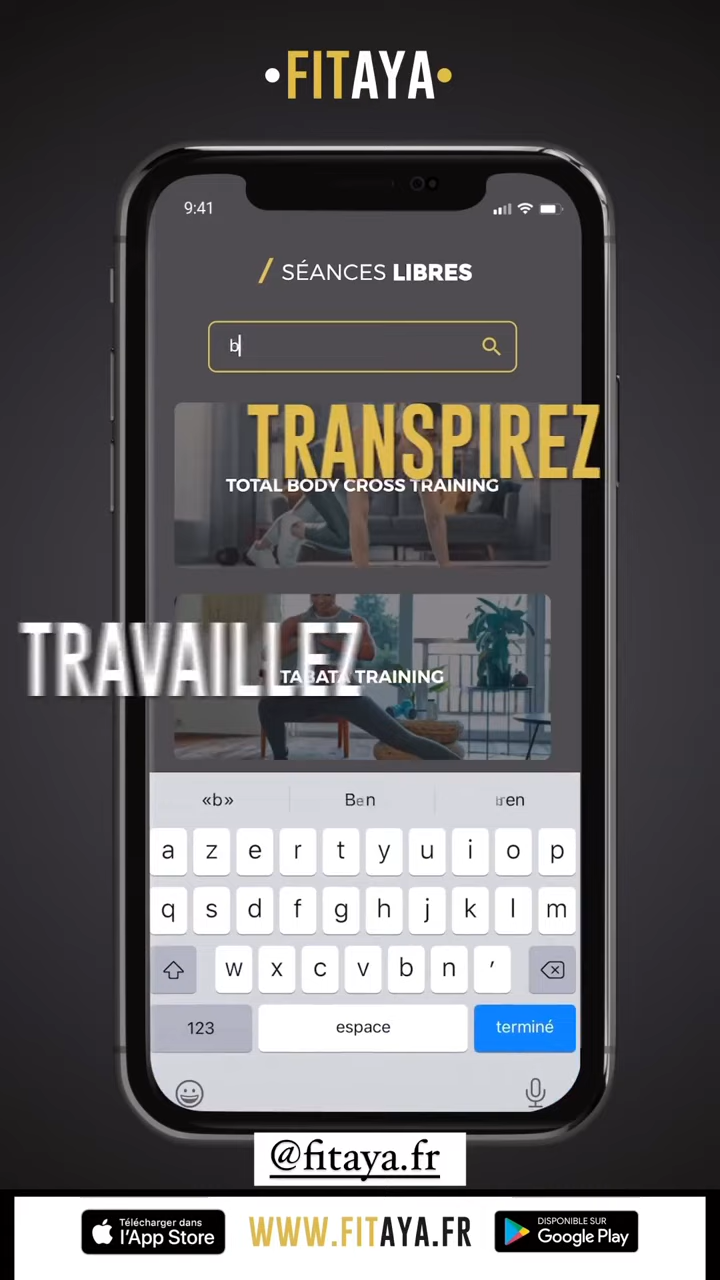 •FITAYA•
9:41
/ SÉANCES LIBRES
b
TRANSPIREZ
TOTAL BODY CROSS TRAINING
TRAVAILLEZ
TABATA TRAINING
«b» Ben
a z e r t y u i o p
q s d f g h j k l m
w x c v b n ′
123 espace terminé
@fitaya.fr
Télécharger dans
l'App Store
WWW.FITAYA.FR
DISPONIBLE SUR
Google Play